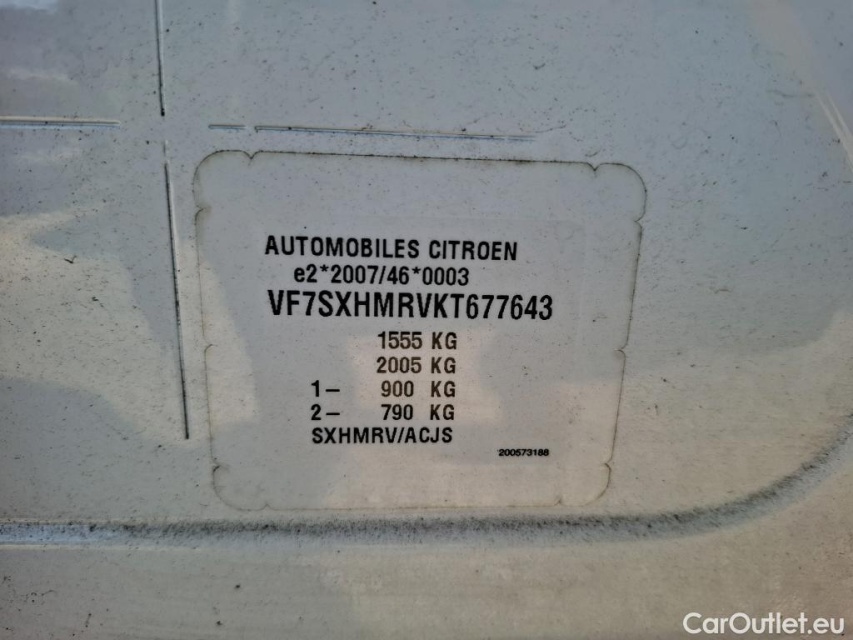 AUTOMOBILES CITROEN
e2*2007/46*0003
VF7SXHMRVKT677643
1555 KG
2005 KG
1- 900 KG
2- 790 KG
SXHMRV/ACJS
200573188
CarOutlet.eu